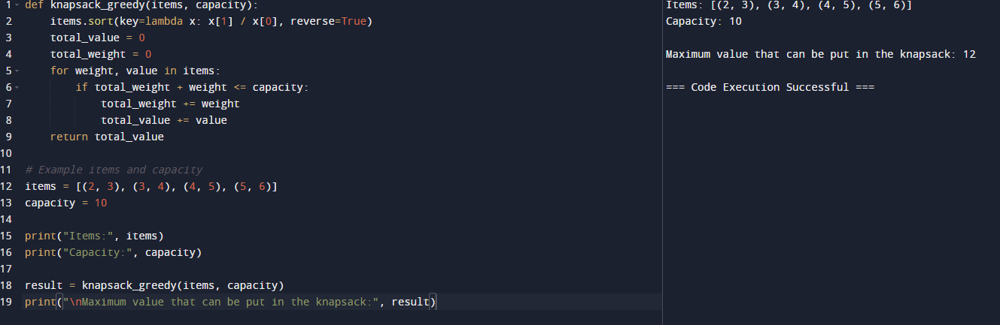 1 def knapsack_greedy(items, capacity):
2     items.sort(key=lambda x: x[1] / x[0], reverse=True)
3     total_value = 0
4     total_weight = 0
5     for weight, value in items:
6         if total_weight + weight <= capacity:
7             total_weight += weight
8             total_value += value
9     return total_value
10
11 # Example items and capacity
12 items = [(2, 3), (3, 4), (4, 5), (5, 6)]
13 capacity = 10
14
15 print("Items:", items)
16 print("Capacity:", capacity)
17
18 result = knapsack_greedy(items, capacity)
19 print("\nMaximum value that can be put in the knapsack:", result)
Items: [(2, 3), (3, 4), (4, 5), (5, 6)]
Capacity: 10
Maximum value that can be put in the knapsack: 12
=== Code Execution Successful ===